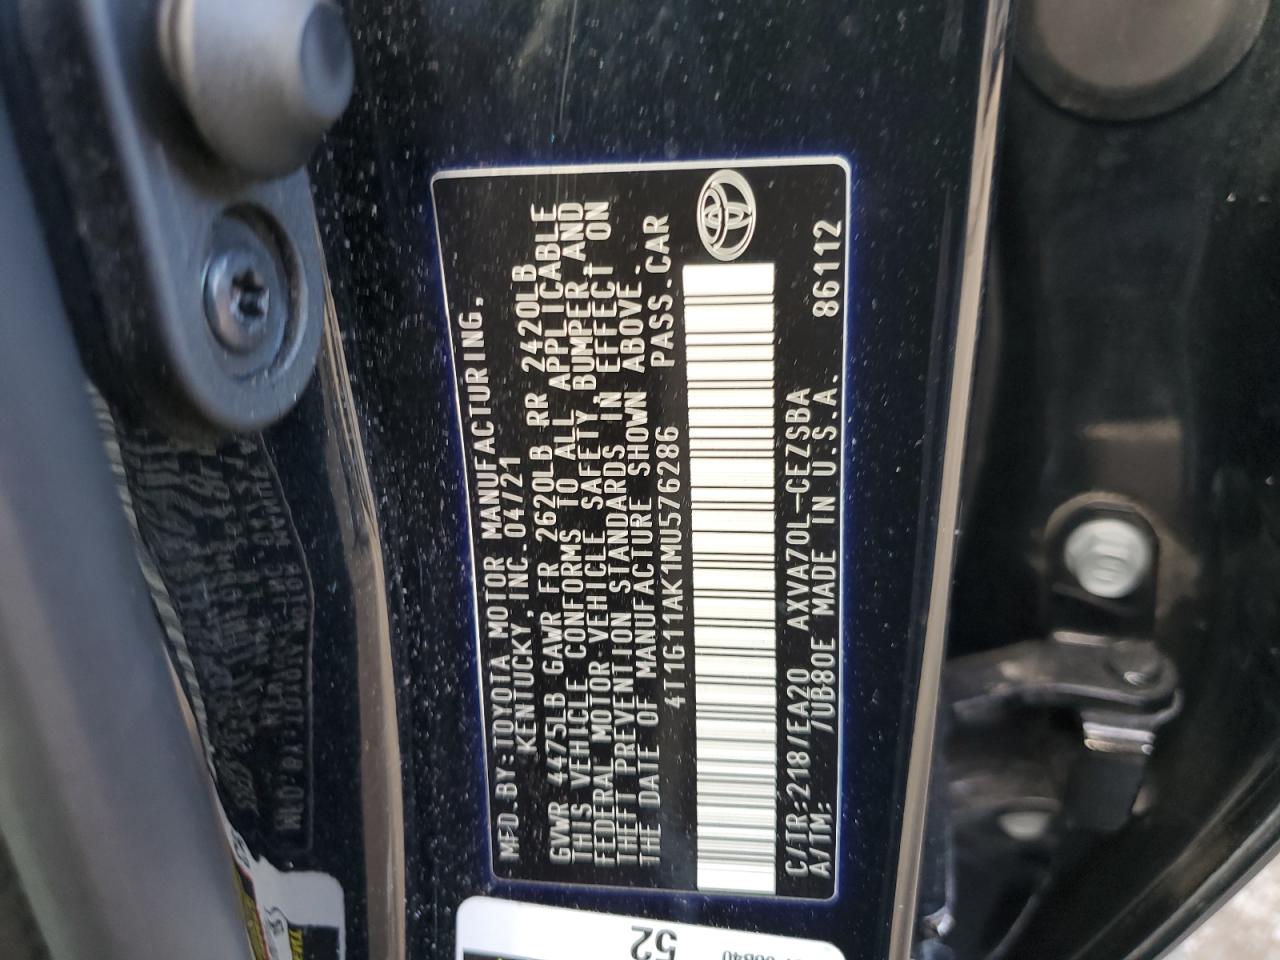 MFD.BY:TOYOTA MOTOR MANUFACTURING,
KENTUCKY,INC.04/21
GVWR 4475LB GAWR FR 2620LB RR 2420LB
THIS VEHICLE CONFORMS TO ALL APPLICABLE
FEDERAL MOTOR VEHICLE SAFETY,BUMPER,AND
THEFT PREVENTION STANDARDS IN EFFECT ON
THE DATE OF MANUFACTURE SHOWN ABOVE.
4T1G11AK1MU576286 PASS.CAR
C/TR:218/EA20 AXVA70L-CEZSBA
A/TM: /UB80E MADE IN U.S.A. 86112
52